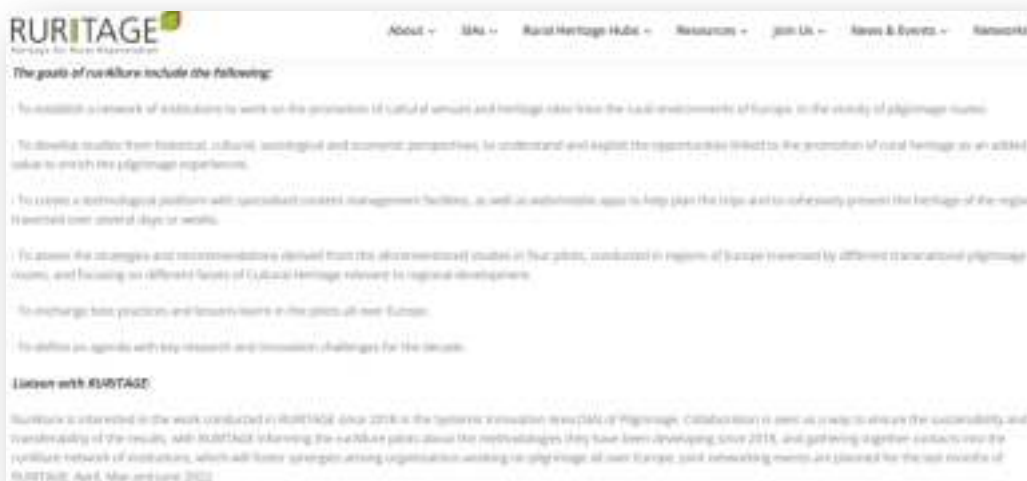 RURITAGE
Heritage for Rural Regeneration
About SIAs Rural Heritage Hubs Resources Join Us News & Events Networks
The goals of rurAllure include the following:
· To establish a network of institutions to work on the promotion of cultural venues and heritage sites from the rural environments of Europe, in the vicinity of pilgrimage routes.
· To develop studies from historical, cultural, sociological and economic perspectives, to understand and exploit the opportunities linked to the promotion of rural heritage as an added
value to enrich the pilgrimage experiences.
· To create a technological platform with specialised content management facilities, as well as web/mobile apps to help plan the trips and to cohesively present the heritage of the region
traversed over several days or weeks.
· To assess the strategies and recommendations derived from the aforementioned studies in four pilots, conducted in regions of Europe traversed by different transnational pilgrimage
routes, and focusing on different facets of Cultural Heritage relevant to regional development.
· To exchange best practices and lessons learnt in the pilots all over Europe.
· To define an agenda with key research and innovation challenges for the decade.
Liaison with RURITAGE:
RurAllure is interested in the work conducted in RURITAGE since 2018 in the Systemic Innovation Area (SIA) of Pilgrimage. Collaboration is seen as a way to ensure the sustainability and
transferability of the results, with RURITAGE informing the rurAllure pilots about the methodologies they have been developing since 2018, and gathering together contacts into the
rurAllure network of institutions, which will foster synergies among organisations working on pilgrimage all over Europe. Joint networking events are planned for the last months of
RURITAGE: April, May and June 2022.